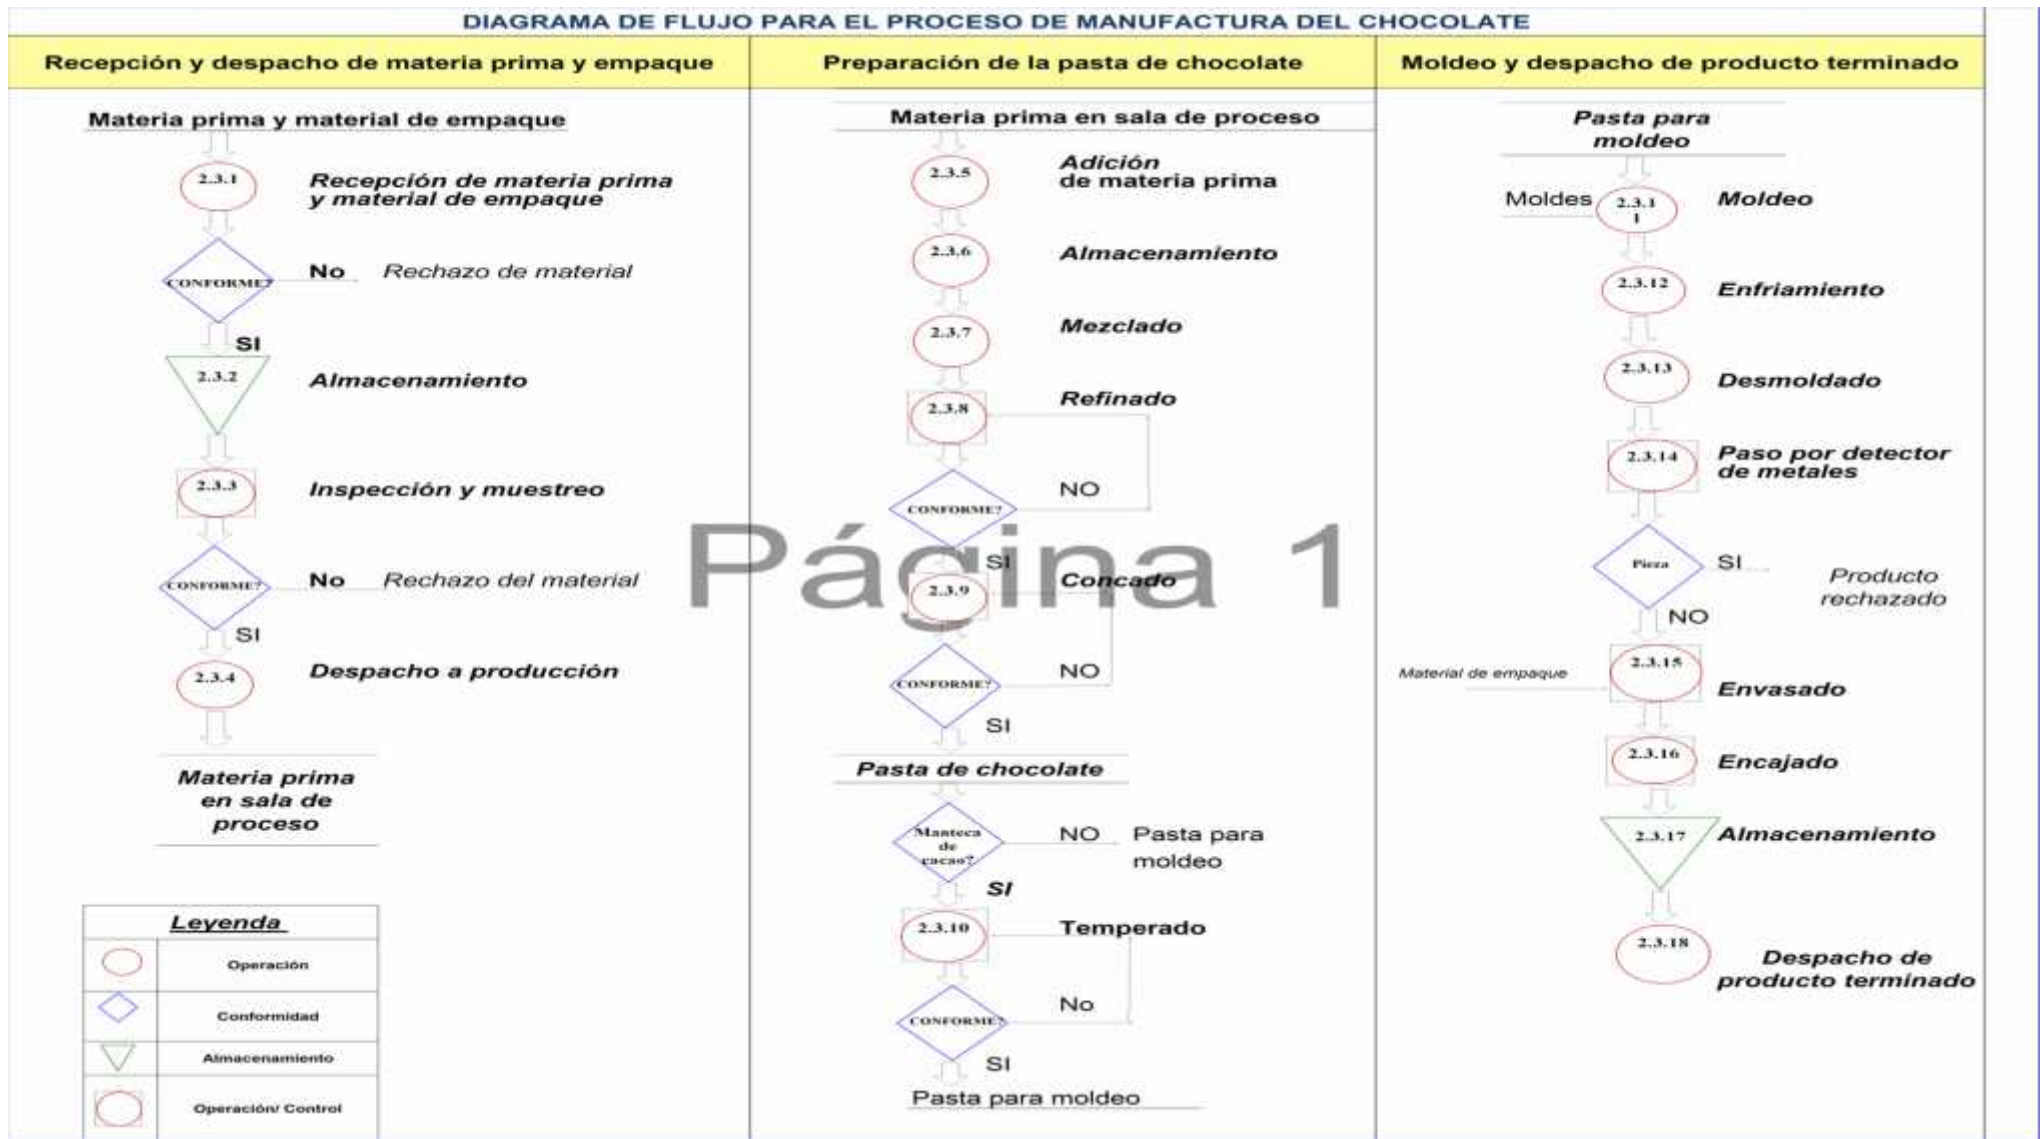 DIAGRAMA DE FLUJO PARA EL PROCESO DE MANUFACTURA DEL CHOCOLATE
Recepción y despacho de materia prima y empaque
Materia prima y material de empaque
2.3.1
Recepción de materia prima
y material de empaque
CONFORME?
No
Rechazo de material
SI
2.3.2
Almacenamiento
2.3.3
Inspección y muestreo
CONFORME?
No
Rechazo del material
SI
2.3.4
Despacho a producción
Materia prima
en sala de
proceso
Leyenda
Operación
Conformidad
Almacenamiento
Operación/ Control
Preparación de la pasta de chocolate
Materia prima en sala de proceso
2.3.5
Adición
de materia prima
2.3.6
Almacenamiento
2.3.7
Mezclado
2.3.8
Refinado
CONFORME?
NO
SI
2.3.9
Concado
CONFORME?
NO
SI
Pasta de chocolate
Manteca
de
cacao?
NO
Pasta para
moldeo
SI
2.3.10
Temperado
CONFORME?
No
SI
Pasta para moldeo
Moldeo y despacho de producto terminado
Pasta para
moldeo
Moldes
2.3.1
1
Moldeo
2.3.12
Enfriamiento
2.3.13
Desmoldado
2.3.14
Paso por detector
de metales
Pieza
SI
Producto
rechazado
NO
Material de empaque
2.3.15
Envasado
2.3.16
Encajado
2.3.17
Almacenamiento
2.3.18
Despacho de
producto terminado
Página 1